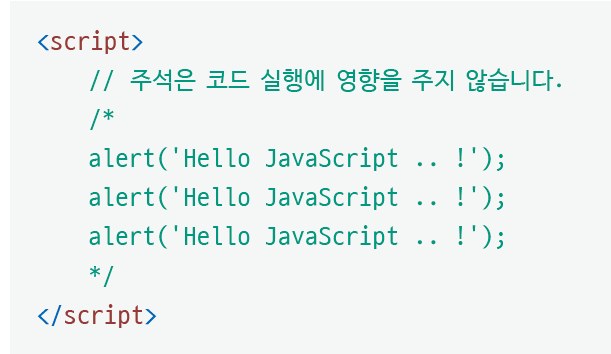 <script>
// 주석은 코드 실행에 영향을 주지 않습니다.
/*
alert('Hello JavaScript .. !');
alert('Hello JavaScript .. !');
alert('Hello JavaScript .. !');
*/
</script>